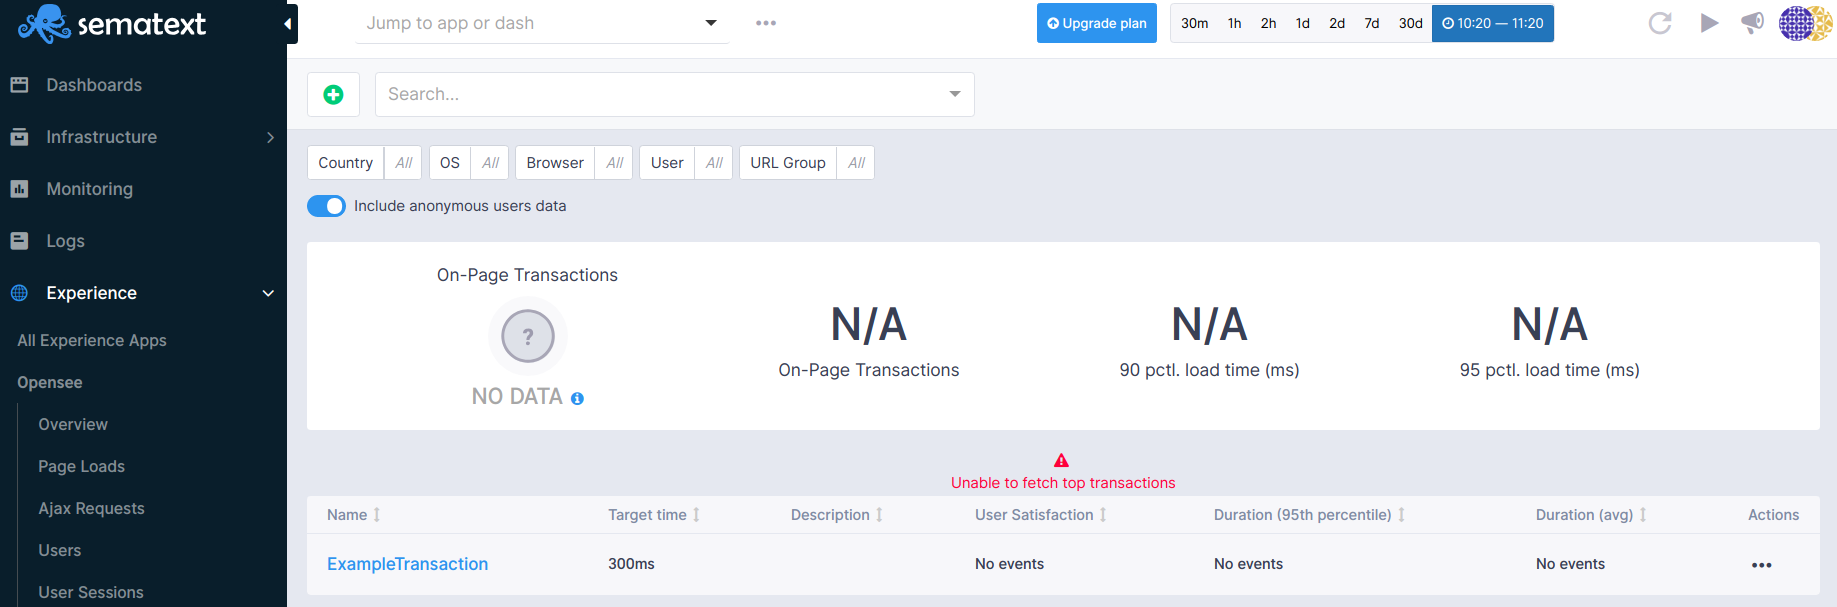 sematext
Jump to app or dash
Upgrade plan
30m 1h 2h 1d 2d 7d 30d 10:20 — 11:20
Dashboards
Infrastructure
Monitoring
Logs
Experience
All Experience Apps
Opensee
Overview
Page Loads
Ajax Requests
Users
User Sessions
Search...
Country All OS All Browser All User All URL Group All
Include anonymous users data
On-Page Transactions
?
NO DATA
N/A
On-Page Transactions
N/A
90 pctl. load time (ms)
N/A
95 pctl. load time (ms)
Unable to fetch top transactions
Name Target time Description User Satisfaction Duration (95th percentile) Duration (avg) Actions
ExampleTransaction 300ms No events No events No events